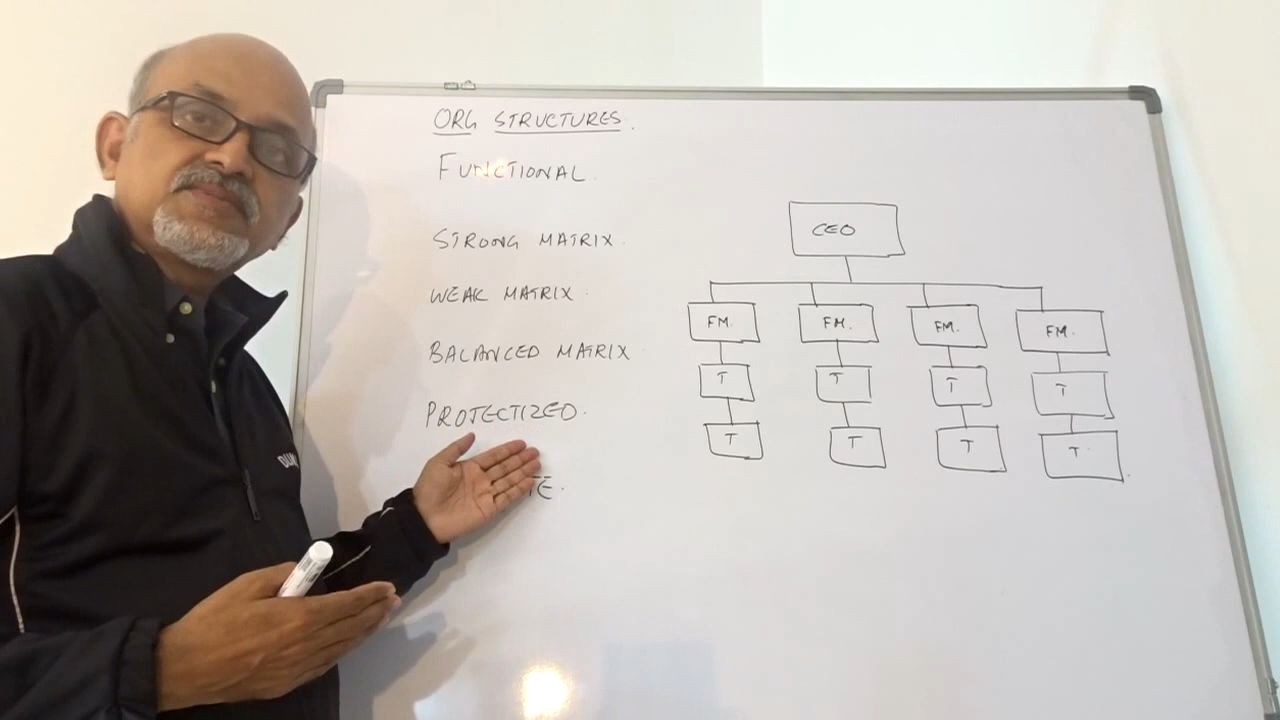 ORG STRUCTURES.
FUNCTIONAL.
STRONG MATRIX.
WEAK MATRIX.
BALANCED MATRIX
PROJECTIZED.
CEO
FM. FM. FM. FM.
T T T T
T T T T.